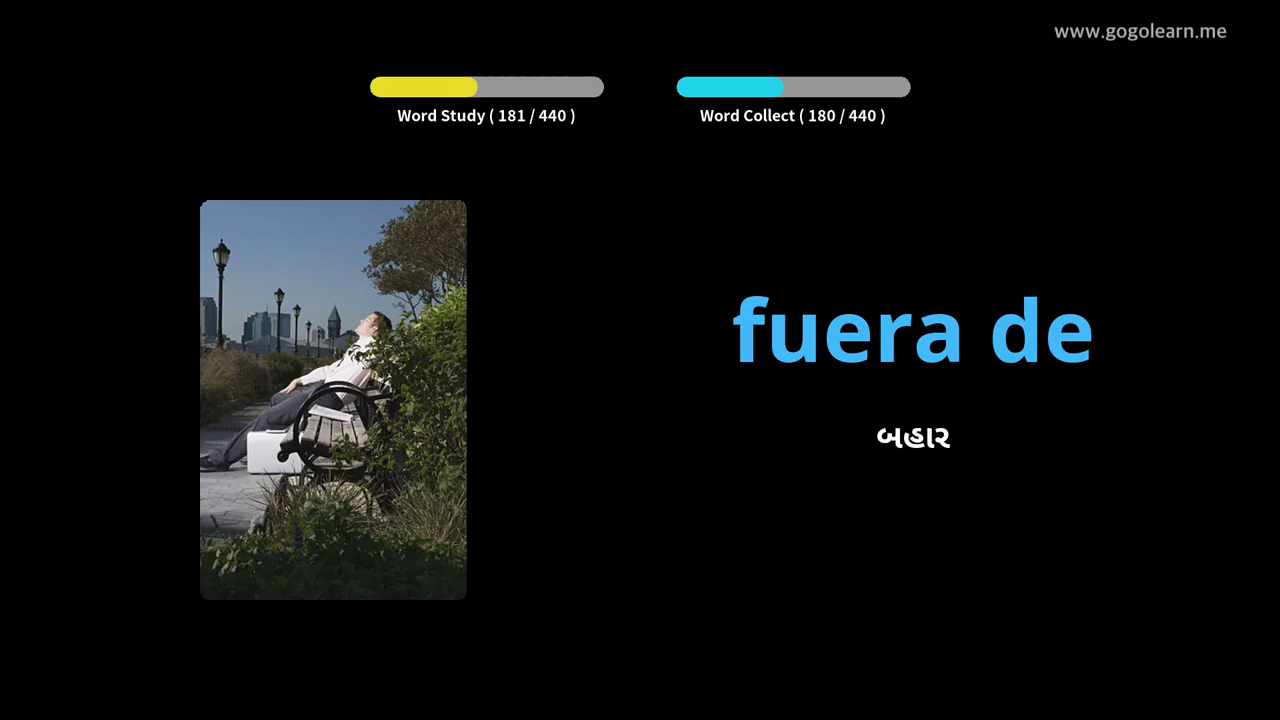 www.gogolearn.me
Word Study ( 181 / 440 )
Word Collect ( 180 / 440 )
fuera de
બહાર